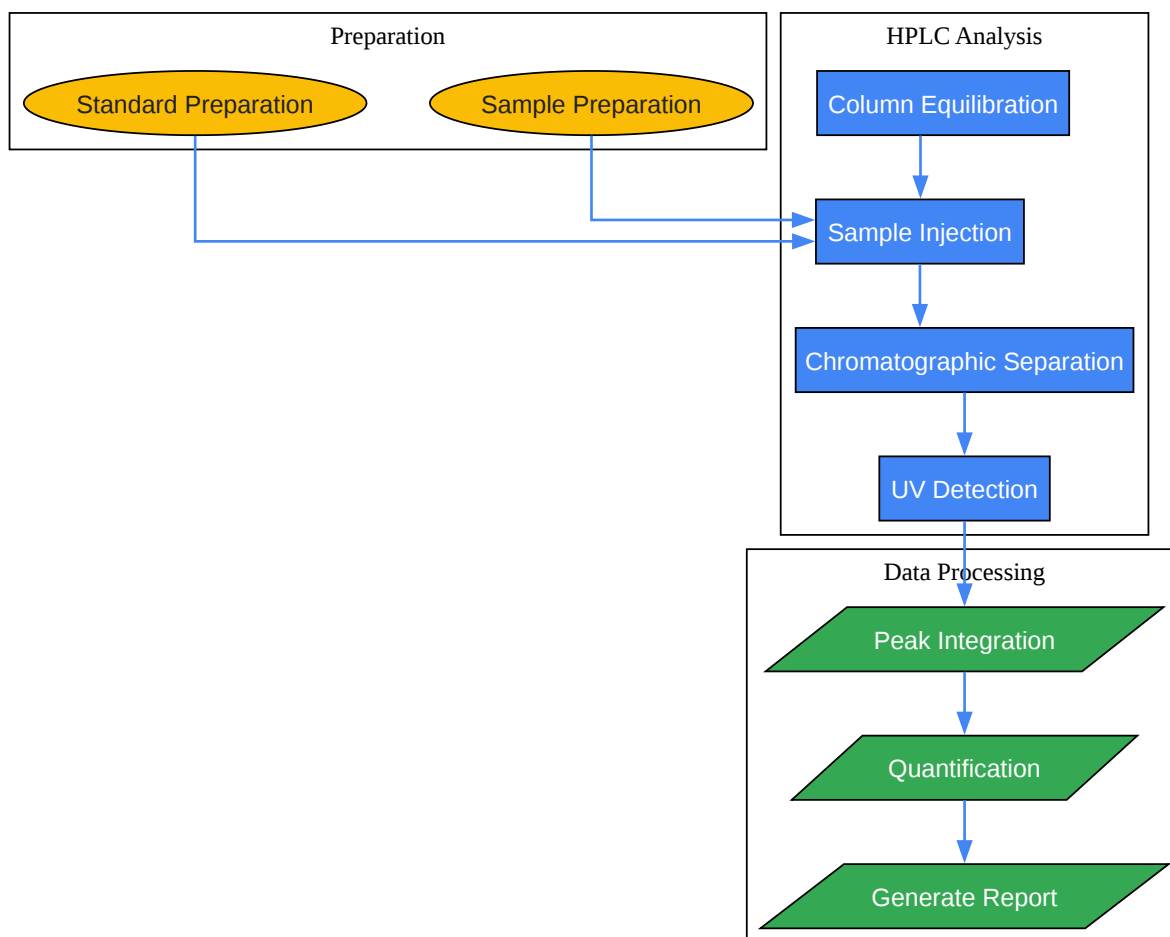 Preparation
Standard Preparation
Sample Preparation
HPLC Analysis
Column Equilibration
Sample Injection
Chromatographic Separation
UV Detection
Data Processing
Peak Integration
Quantification
Generate Report